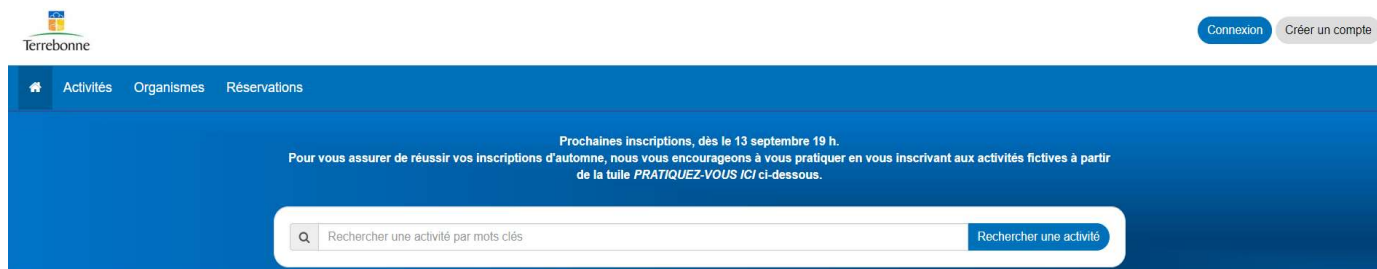 Terrebonne
Connexion
Créer un compte
Activités
Organismes
Réservations
Prochaines inscriptions, dès le 13 septembre 19 h.
Pour vous assurer de réussir vos inscriptions d'automne, nous vous encourageons à vous pratiquer en vous inscrivant aux activités fictives à partir
de la tuile PRATIQUEZ-VOUS ICI ci-dessous.
Rechercher une activité par mots clés
Rechercher une activité